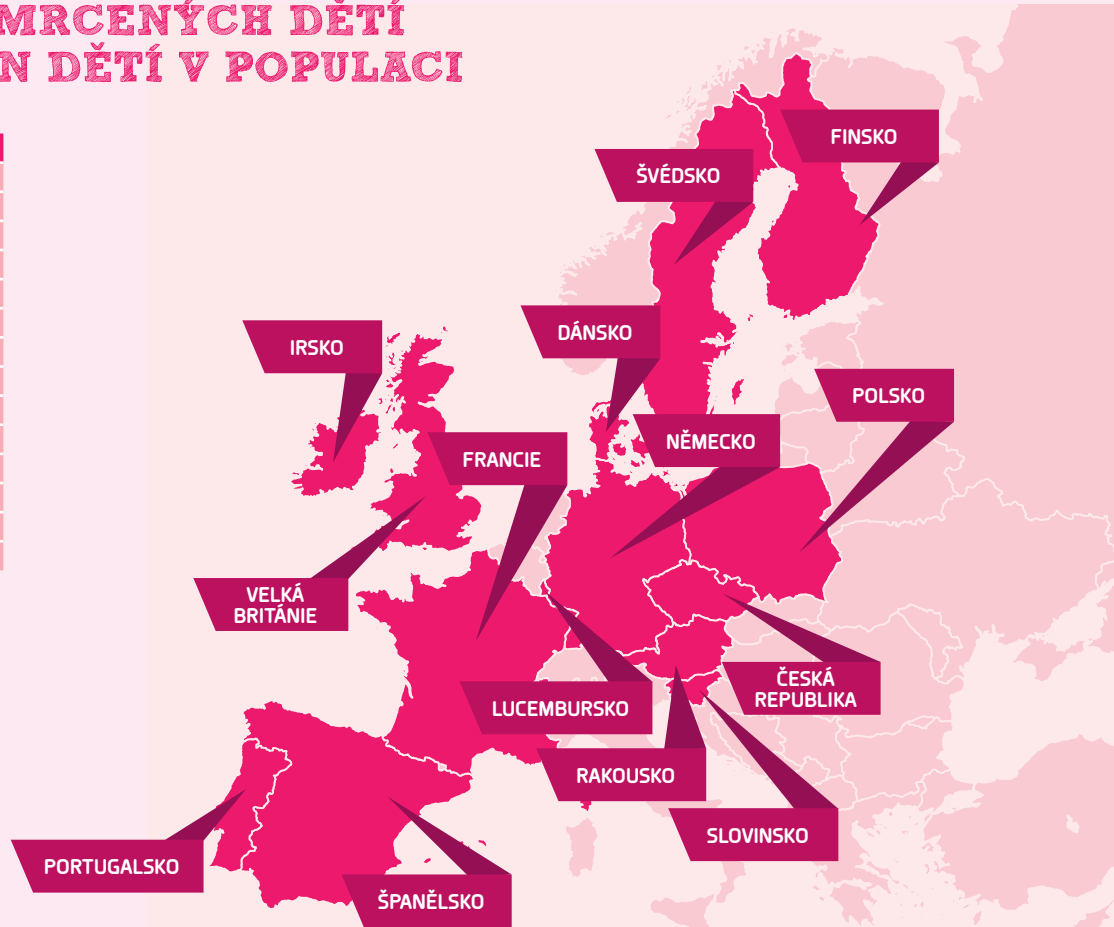 MRCENÝCH DĚTÍ
N DĚTÍ V POPULACI
FINSKO
ŠVÉDSKO
DÁNSKO
IRSKO
POLSKO
NĚMECKO
FRANCIE
VELKÁ
BRITÁNIE
ČESKÁ
REPUBLIKA
LUCEMBURSKO
RAKOUSKO
SLOVINSKO
PORTUGALSKO
ŠPANĚLSKO